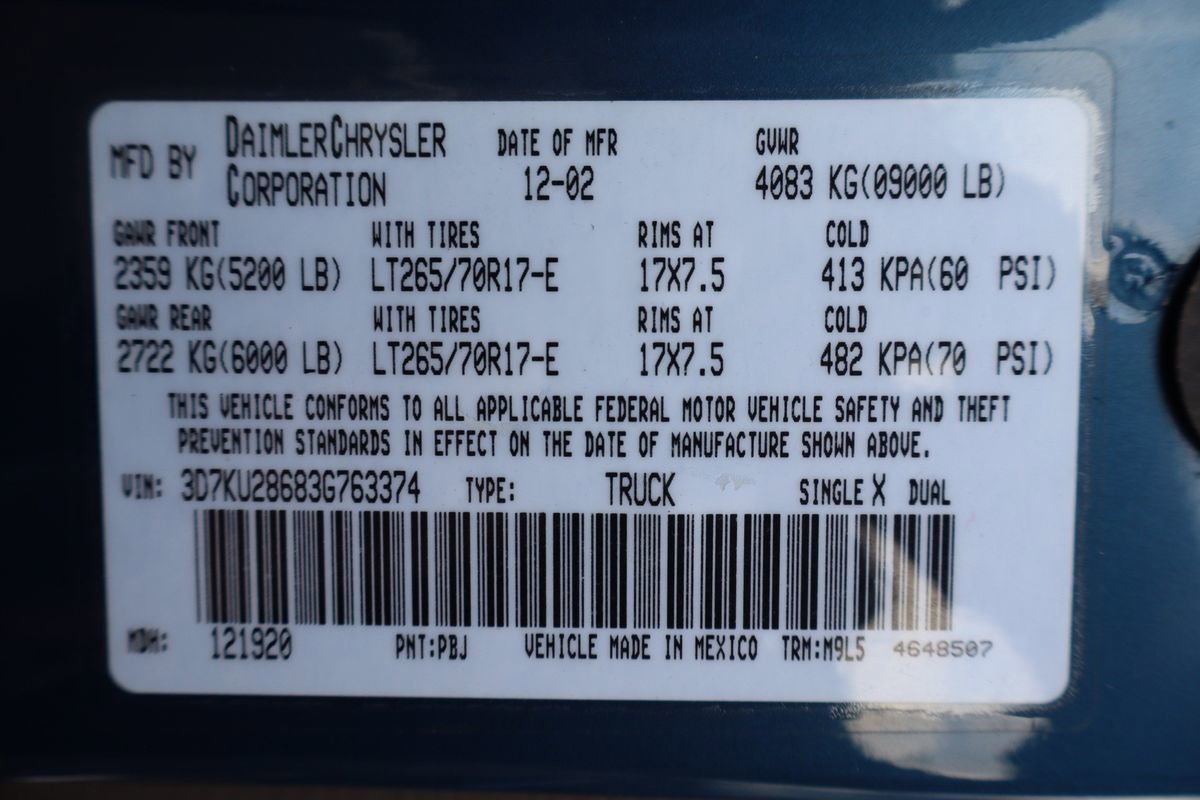 MFD BY DAIMLERCHRYSLER CORPORATION DATE OF MFR 12-02 GVWR 4083 KG(09000 LB)
GAWR FRONT WITH TIRES RIMS AT COLD
2359 KG(5200 LB) LT265/70R17-E 17X7.5 413 KPA(60 PSI)
GAWR REAR WITH TIRES RIMS AT COLD
2722 KG(6000 LB) LT265/70R17-E 17X7.5 482 KPA(70 PSI)
THIS VEHICLE CONFORMS TO ALL APPLICABLE FEDERAL MOTOR VEHICLE SAFETY AND THEFT
PREVENTION STANDARDS IN EFFECT ON THE DATE OF MANUFACTURE SHOWN ABOVE.
VIN: 3D7KU28683G763374 TYPE: TRUCK SINGLE X DUAL
MDH: 121920 PNT:PBJ VEHICLE MADE IN MEXICO TRM:M9L5 4648507